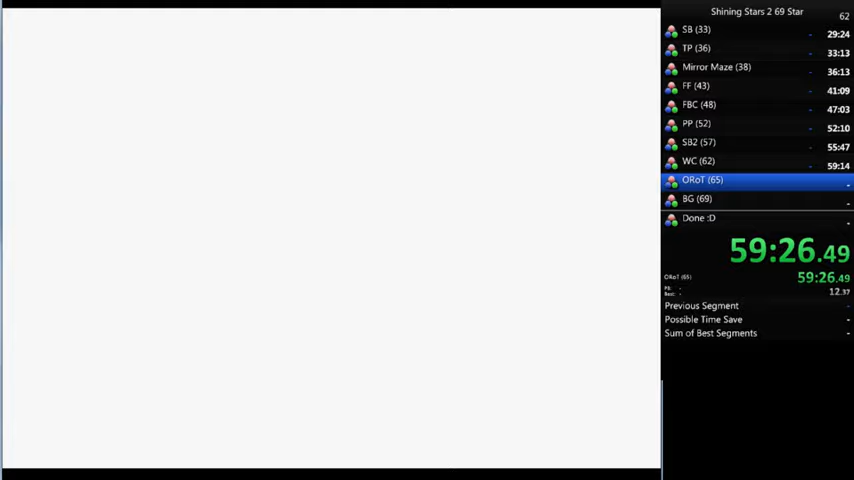 Shining Stars 2 69 Star
62
SB (33) - 29:24
TP (36) - 33:13
Mirror Maze (38) - 36:13
FF (43) - 41:09
FBC (48) - 47:03
PP (52) - 52:10
SB2 (57) - 55:47
WC (62) - 59:14
ORoT (65) -
BG (69) -
Done :D -
59:26.49
ORoT (65) 59:26.49
PB: -
Best: - 12.37
Previous Segment -
Possible Time Save -
Sum of Best Segments -